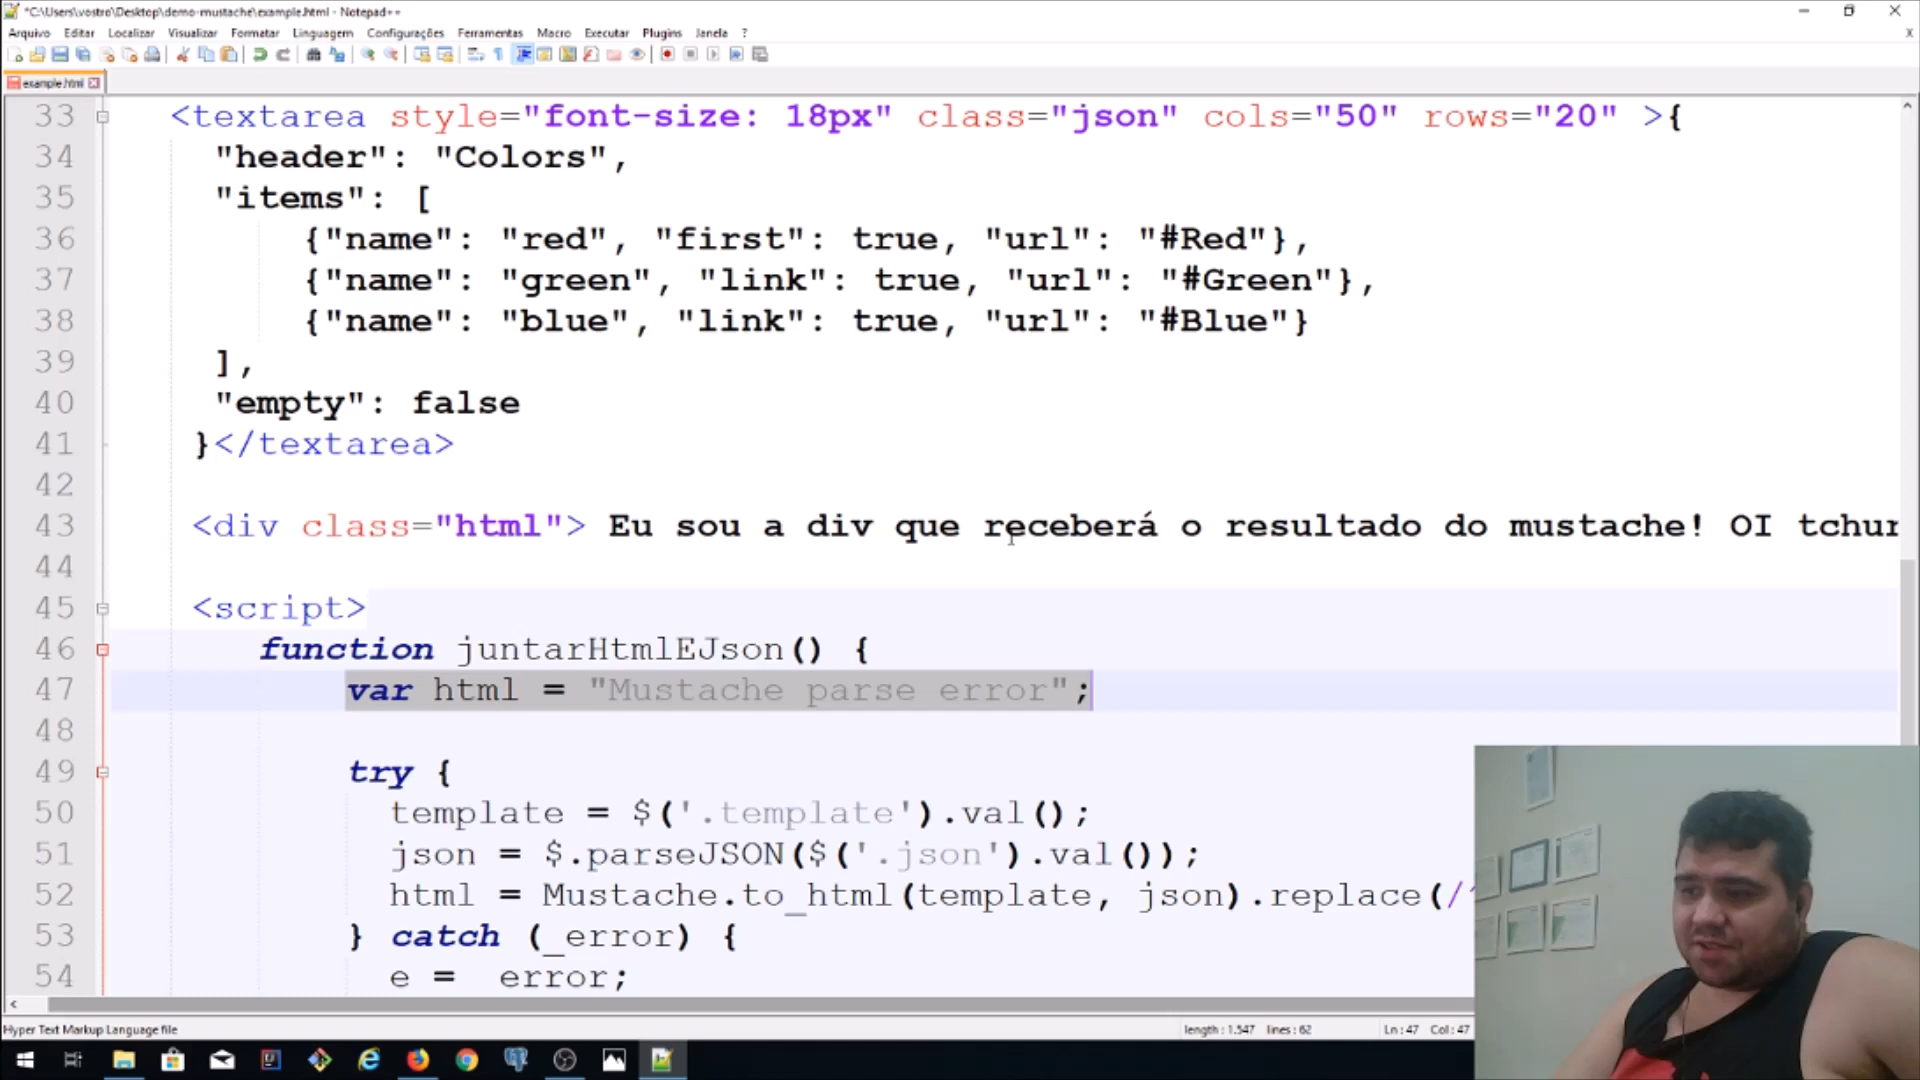 *C:\Users\vostro\Desktop\demo-mustache\example.html - Notepad++
Arquivo Editar Localizar Visualizar Formatar Linguagem Configurações Ferramentas Macro Executar Plugins Janela ?
X
example.html
33 <textarea style="font-size: 18px" class="json" cols="50" rows="20" >{
34 "header": "Colors",
35 "items": [
36 {"name": "red", "first": true, "url": "#Red"},
37 {"name": "green", "link": true, "url": "#Green"},
38 {"name": "blue", "link": true, "url": "#Blue"}
39 ],
40 "empty": false
41 }</textarea>
42
43 <div class="html"> Eu sou a div que receberá o resultado do mustache! OI tchur
44
45 <script>
46 function juntarHtmlEJson() {
47 var html = "Mustache parse error";
48
49 try {
50 template = $('.template').val();
51 json = $.parseJSON($('.json').val());
52 html = Mustache.to_html(template, json).replace(/^
53 } catch (_error) {
54 e = error;
Hyper Text Markup Language file
length : 1.547 lines : 62
Ln : 47 Col : 47